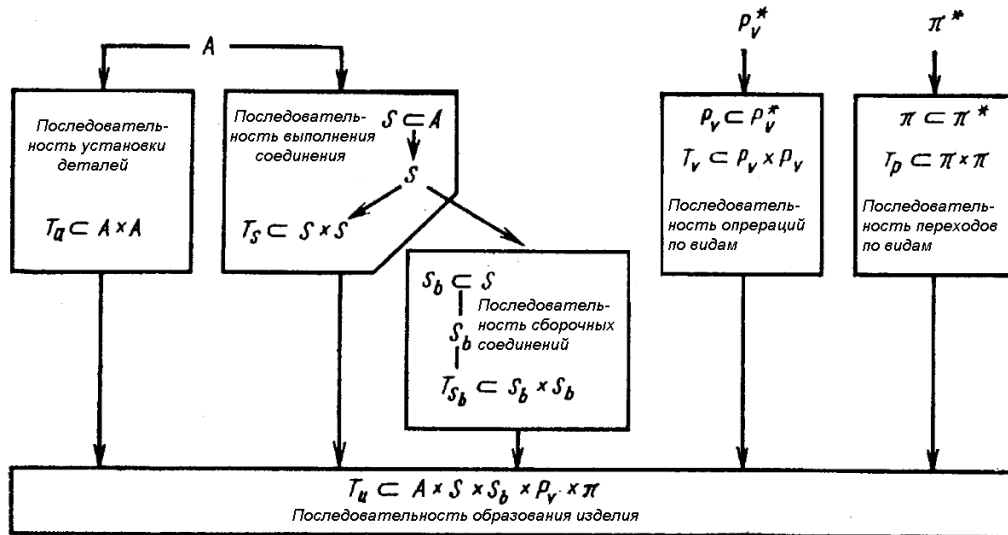 A
P_v^*
π*
Последователь-
ность установки
деталей
T_a ⊂ A × A
Последователь-
ность выполнения
соединения
S ⊂ A
S
T_s ⊂ S × S
S_b ⊂ S
Последователь-
ность сборочных
соединений
S_b
T_{S_b} ⊂ S_b × S_b
P_v ⊂ P_v^*
T_v ⊂ P_v × P_v
Последователь-
ность опрераций
по видам
π ⊂ π*
T_p ⊂ π × π
Последователь-
ность переходов
по видам
T_u ⊂ A × S × S_b × P_v × π
Последовательность образования изделия